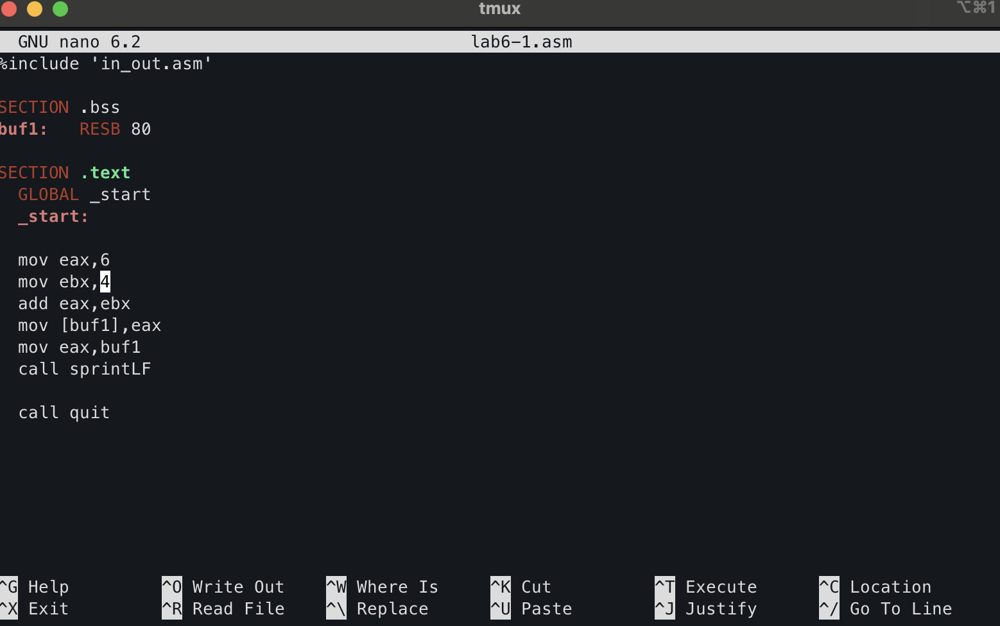 tmux ⌥⌘1
GNU nano 6.2 lab6-1.asm
%include 'in_out.asm'
SECTION .bss
buf1: RESB 80
SECTION .text
GLOBAL _start
_start:
mov eax,6
mov ebx,4
add eax,ebx
mov [buf1],eax
mov eax,buf1
call sprintLF
call quit
^G Help ^O Write Out ^W Where Is ^K Cut ^T Execute ^C Location
^X Exit ^R Read File ^\ Replace ^U Paste ^J Justify ^/ Go To Line